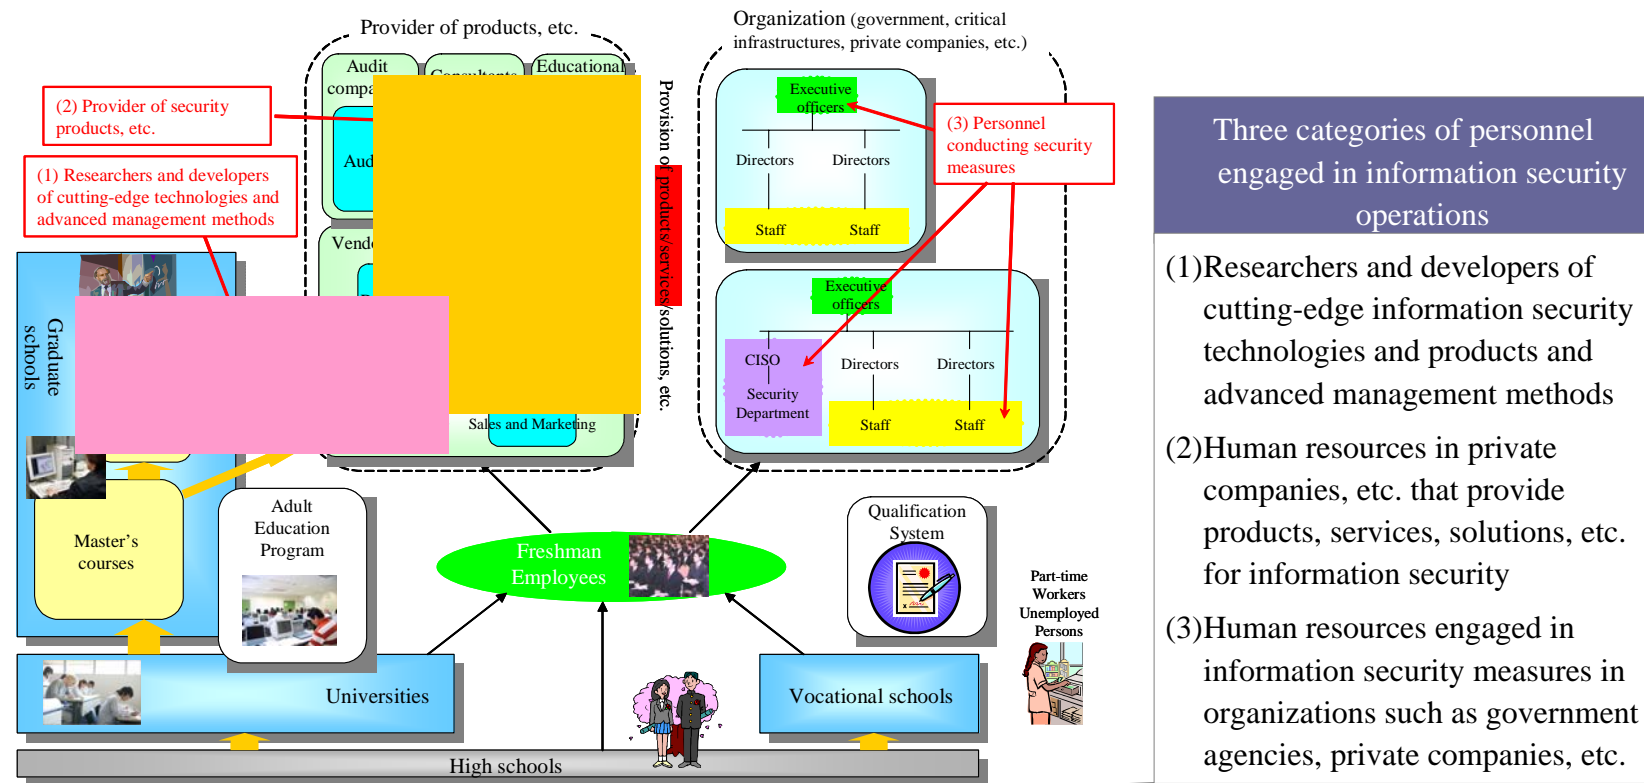 Provider of products, etc.
Organization (government, critical
infrastructures, private companies, etc.)
Audit
Educational
(2) Provider of security
products, etc.
(1) Researchers and developers
of cutting-edge technologies and
advanced management methods
Provision of products/services/solutions, etc.
Executive
officers
Directors Directors
Staff Staff
(3) Personnel
conducting security
measures
Executive
officers
CISO
Security
Department
Directors Directors
Staff Staff
Sales and Marketing
Graduate
schools
Master's
courses
Adult
Education
Program
Freshman
Employees
Qualification
System
Part-time
Workers
Unemployed
Persons
Universities
Vocational schools
High schools
Three categories of personnel
engaged in information security
operations
(1)Researchers and developers of
cutting-edge information security
technologies and products and
advanced management methods
(2)Human resources in private
companies, etc. that provide
products, services, solutions, etc.
for information security
(3)Human resources engaged in
information security measures in
organizations such as government
agencies, private companies, etc.